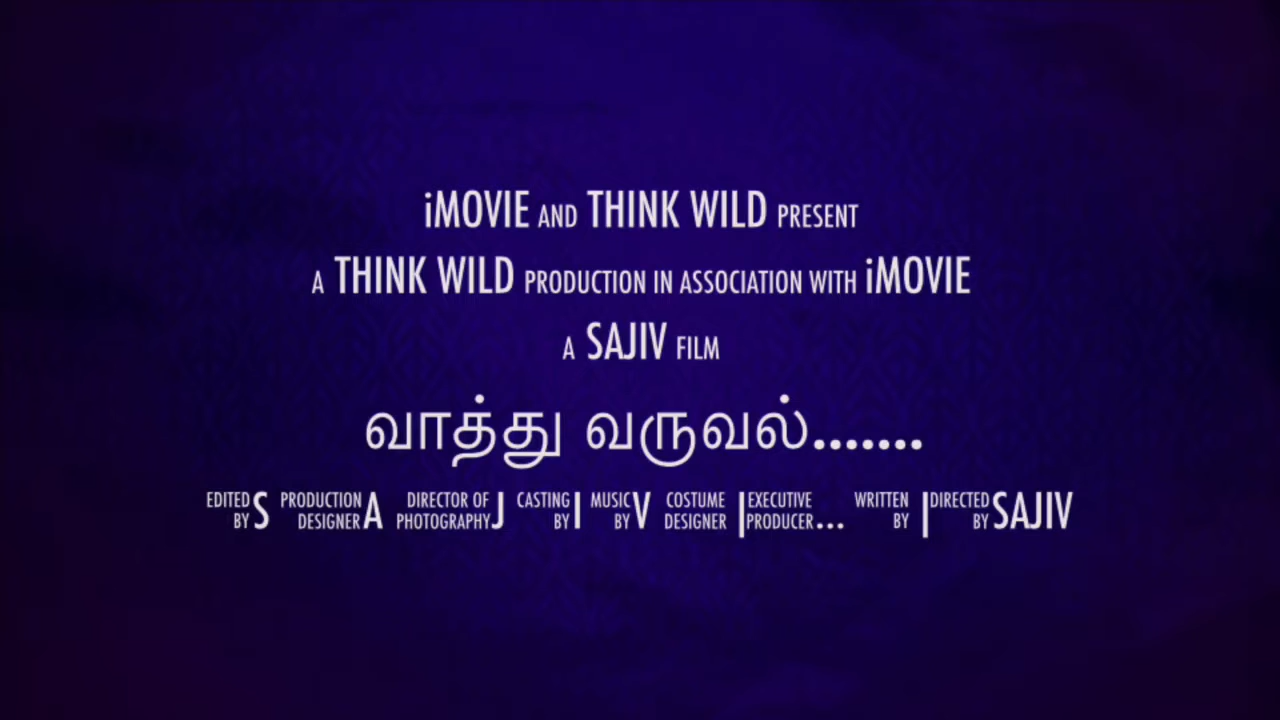 iMOVIE AND THINK WILD PRESENT
A THINK WILD PRODUCTION IN ASSOCIATION WITH iMOVIE
A SAJIV FILM
வாத்து வருவல்.......
EDITED BY S PRODUCTION DESIGNER A DIRECTOR OF PHOTOGRAPHY J CASTING BY I MUSIC BY V COSTUME DESIGNER | EXECUTIVE PRODUCER ... WRITTEN BY | DIRECTED BY SAJIV